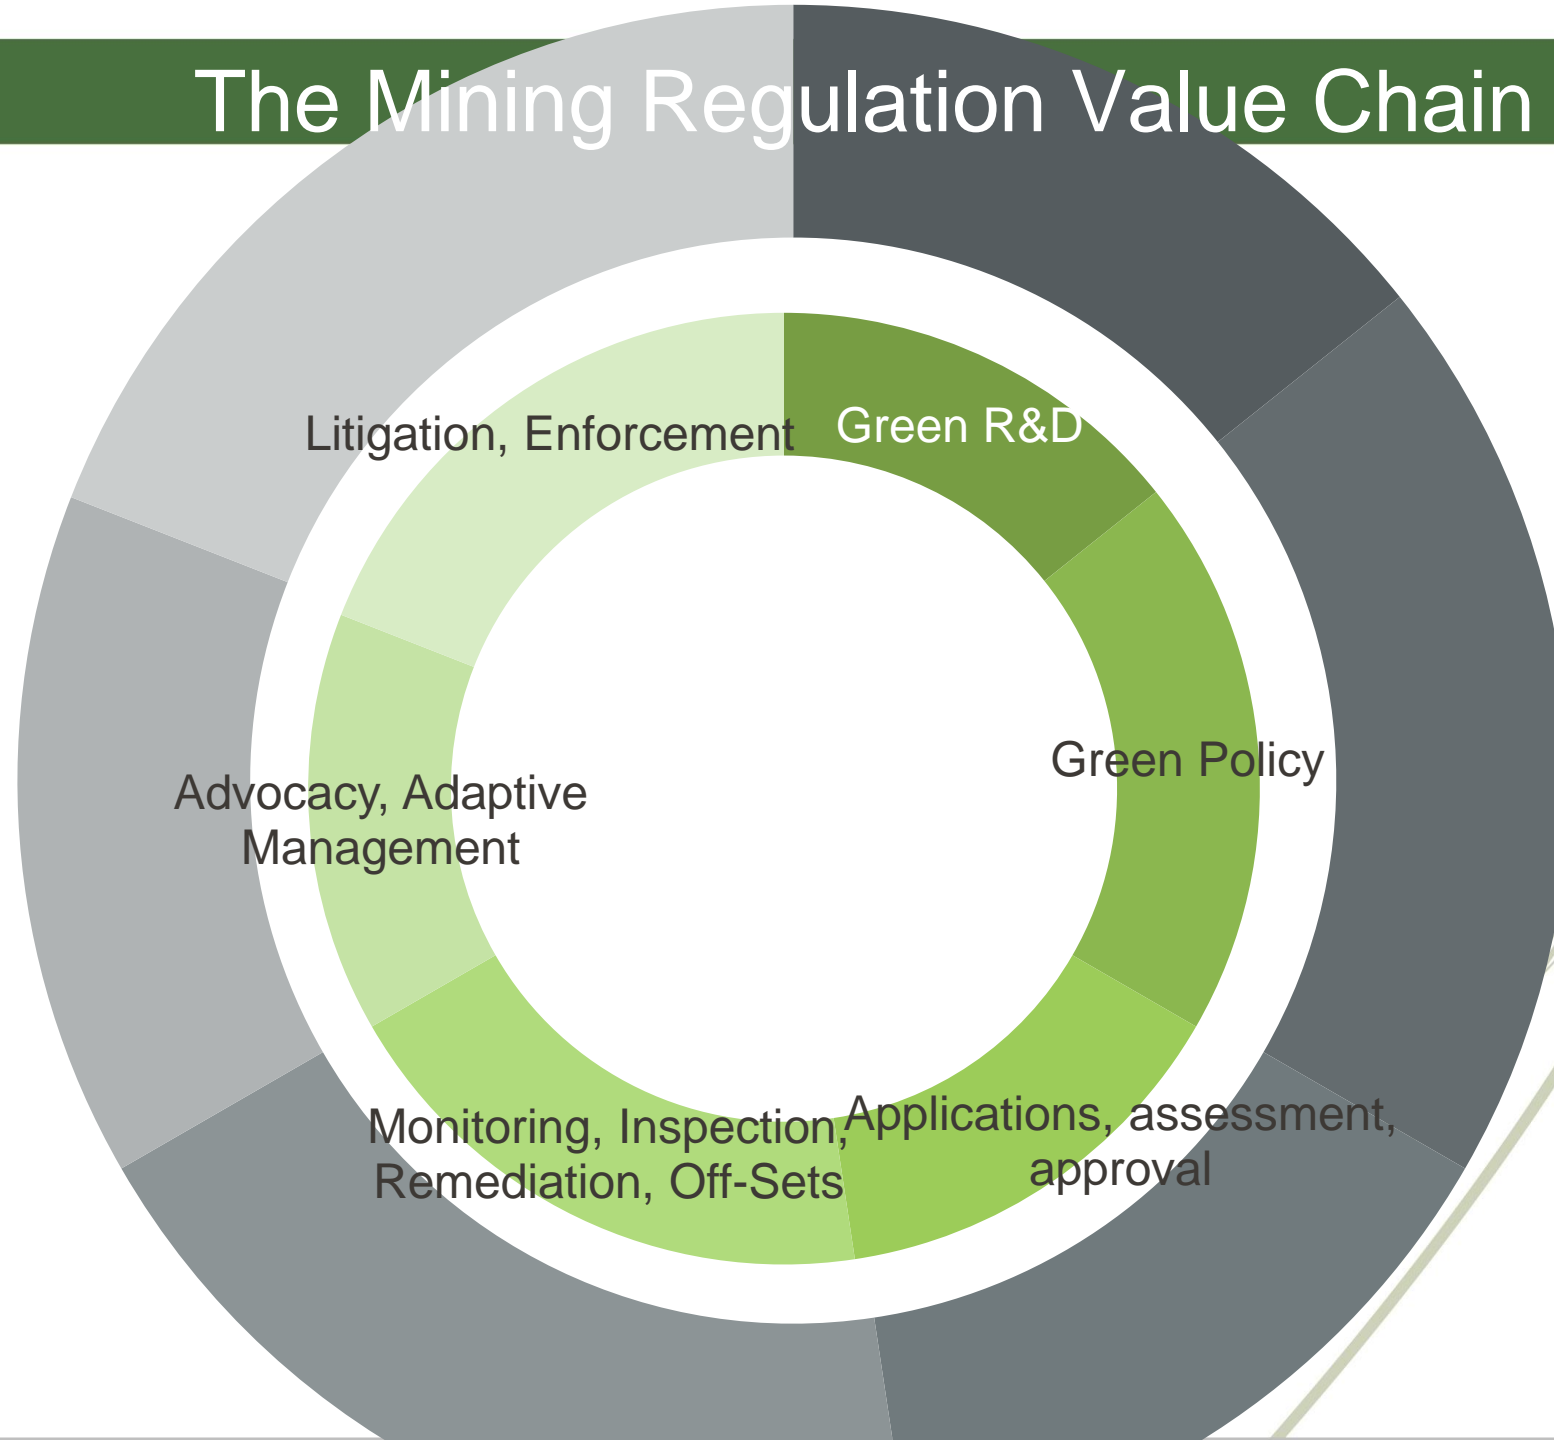 The Mining Regulation Value Chain
Litigation, Enforcement
Green R&D
Green Policy
Advocacy, Adaptive
Management
Applications, assessment,
approval
Monitoring, Inspection,
Remediation, Off-Sets